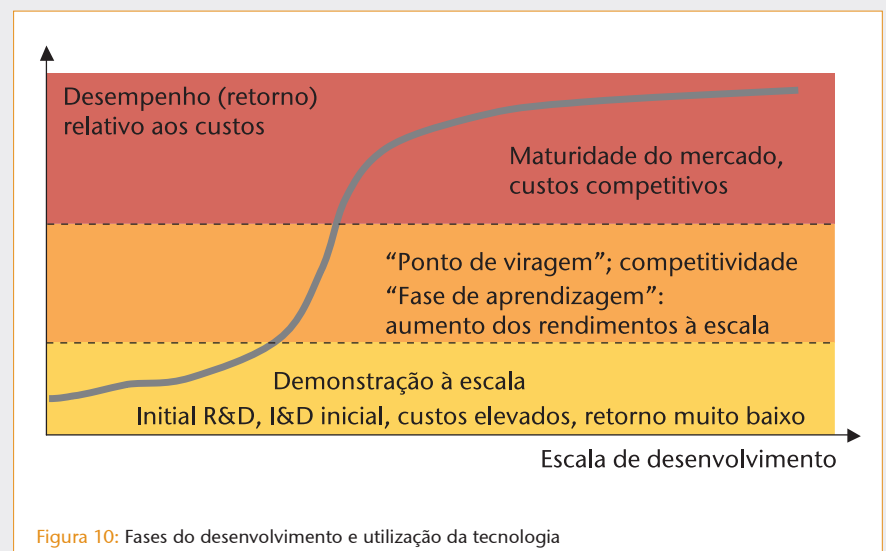 Desempenho (retorno)
relativo aos custos
Maturidade do mercado,
custos competitivos
“Ponto de viragem”; competitividade
“Fase de aprendizagem”:
aumento dos rendimentos à escala
Demonstração à escala
Initial R&D, I&D inicial, custos elevados, retorno muito baixo
Escala de desenvolvimento
Figura 10: Fases do desenvolvimento e utilização da tecnologia